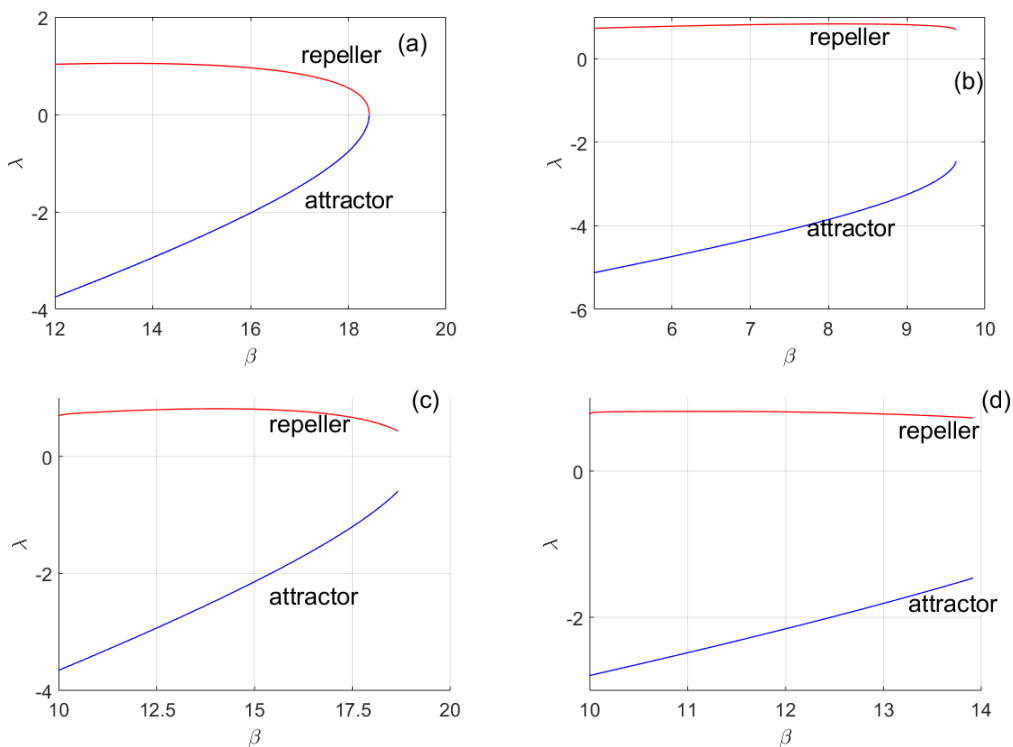 2
(a)
repeller
0
λ
attractor
-2
-4
12
14
16
18
20
β
(b)
repeller
0
-2
λ
-4
attractor
-6
6
7
8
9
10
β
(c)
repeller
0
λ
-2
attractor
-4
10
12.5
15
17.5
20
β
(d)
repeller
0
λ
attractor
-2
10
11
12
13
14
β